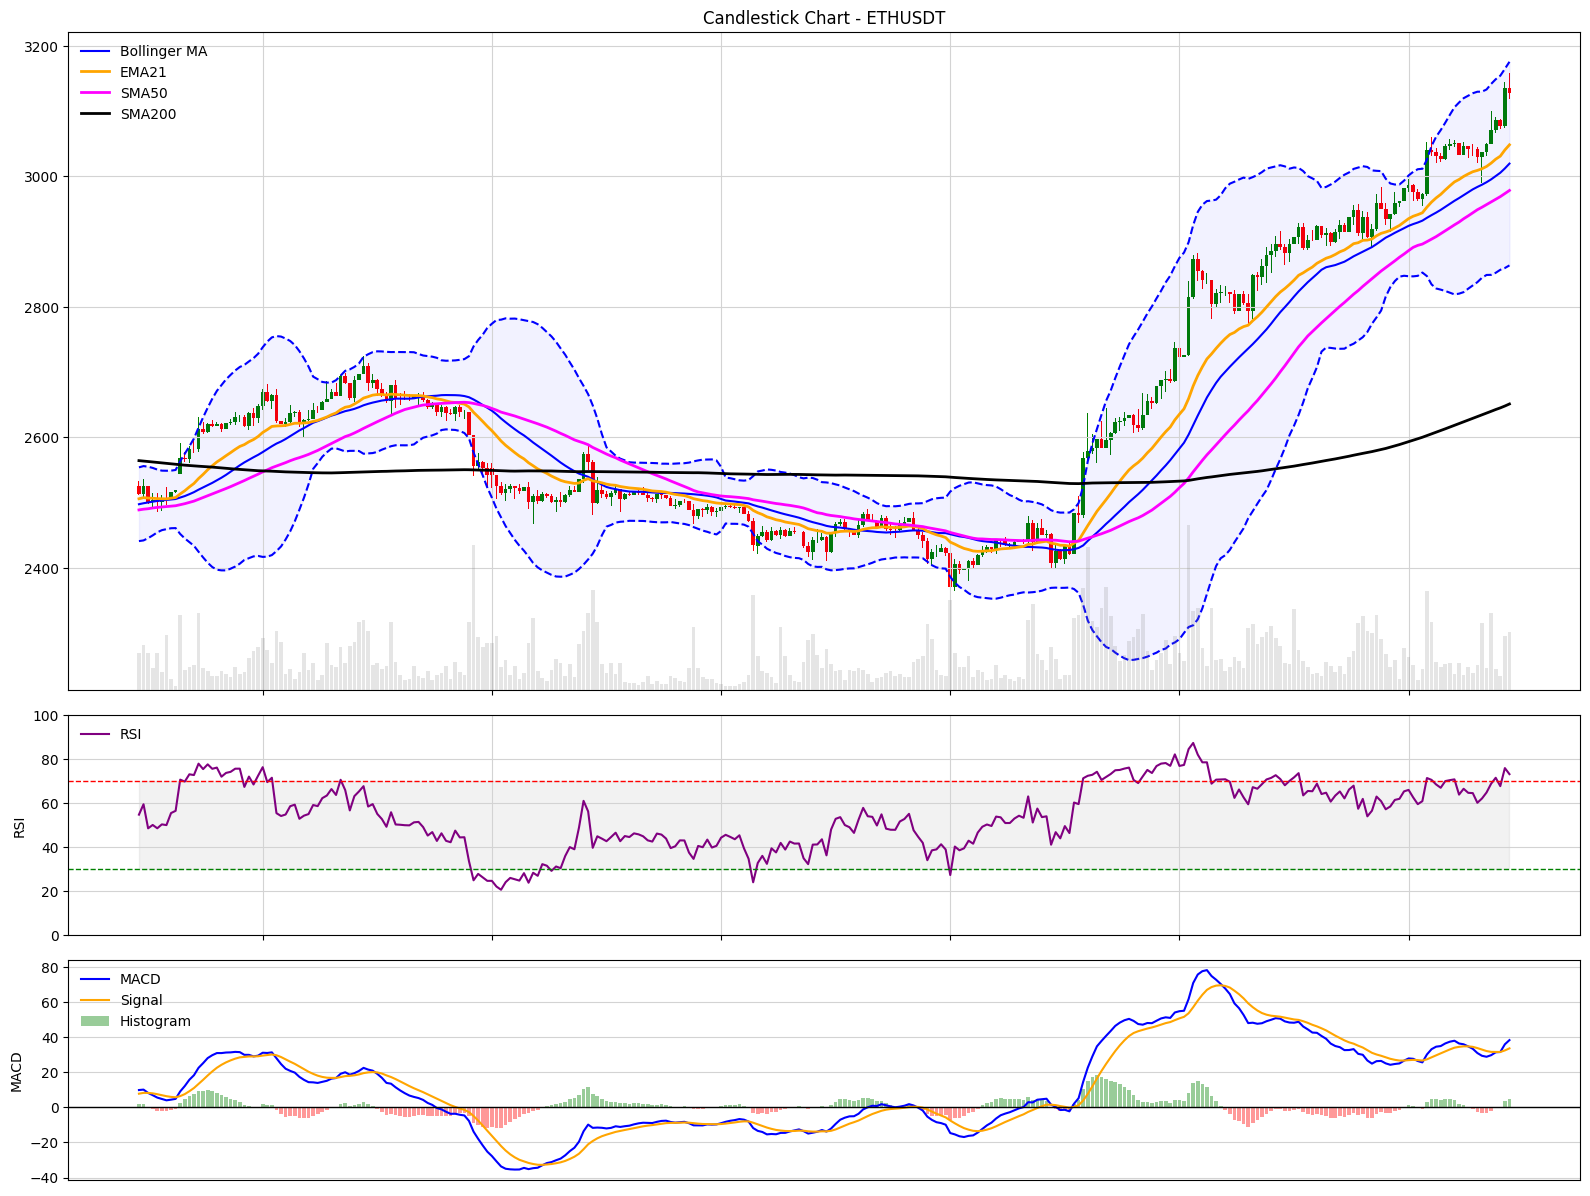 Candlestick Chart - ETHUSDT
3200
3000
2800
2600
2400
Bollinger MA
EMA21
SMA50
SMA200
100
80
60
40
20
0
RSI
RSI
80
60
40
20
0
−20
−40
MACD
MACD
Signal
Histogram